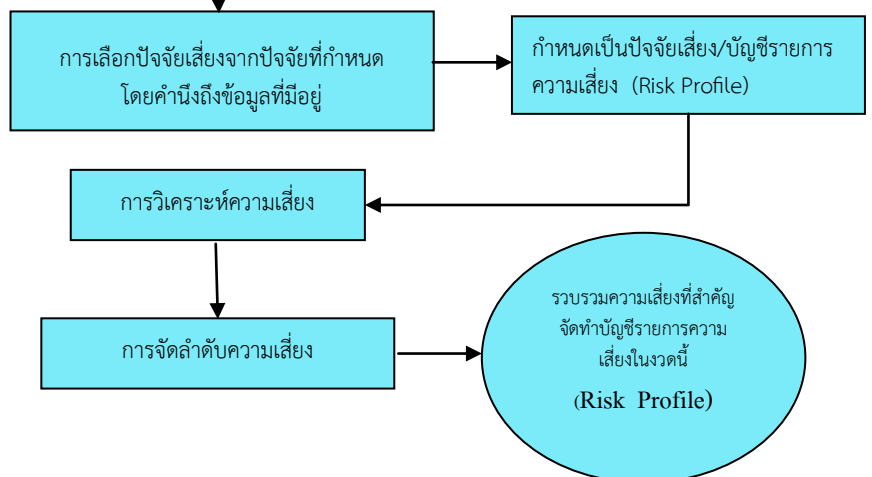 การเลือกปัจจัยเสี่ยงจากปัจจัยที่กำหนด
โดยคำนึงถึงข้อมูลที่มีอยู่
กำหนดเป็นปัจจัยเสี่ยง/บัญชีรายการ
ความเสี่ยง (Risk Profile)
การวิเคราะห์ความเสี่ยง
การจัดลำดับความเสี่ยง
รวบรวมความเสี่ยงที่สำคัญ
จัดทำบัญชีรายการความ
เสี่ยงในงวดนี้
(Risk Profile)